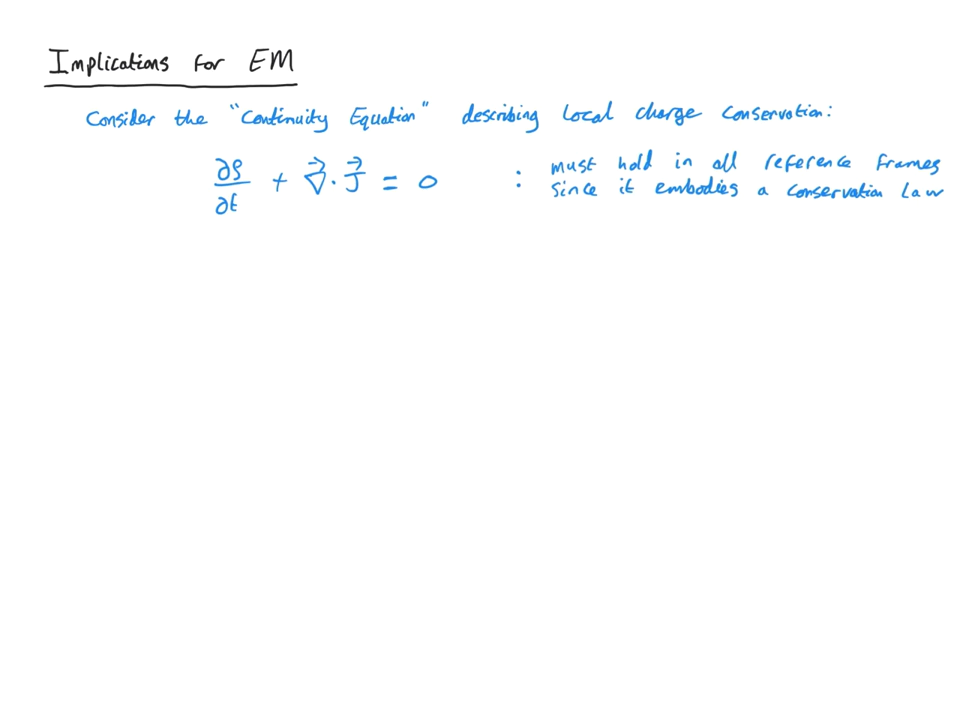 Implications for EM
Consider the "Continuity Equation" describing local charge conservation:
∂ρ/∂t + ∇⃗·J⃗ = 0 : must hold in all reference frames
since it embodies a conservation law